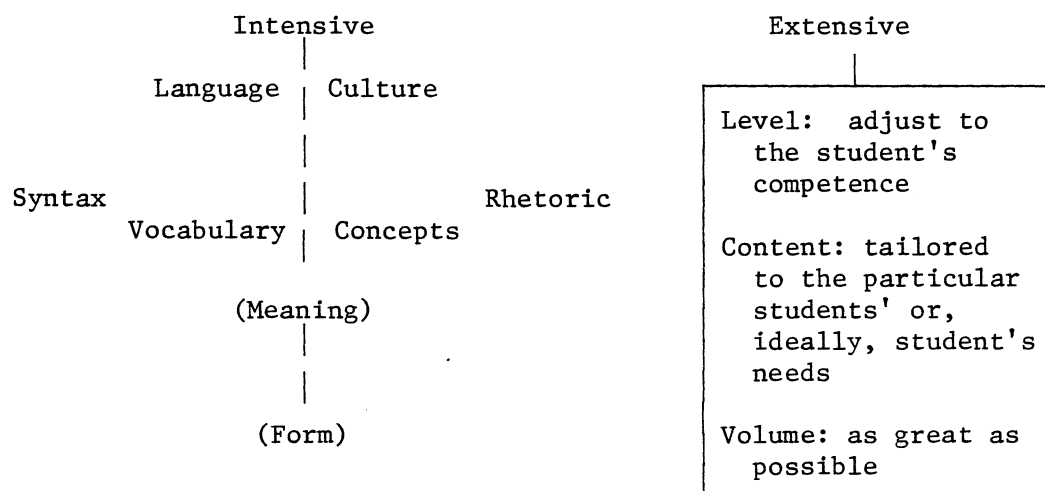 Intensive
Language Culture
Syntax Rhetoric
Vocabulary Concepts
(Meaning)
(Form)
Extensive
Level: adjust to
the student's
competence
Content: tailored
to the particular
students' or,
ideally, student's
needs
Volume: as great as
possible